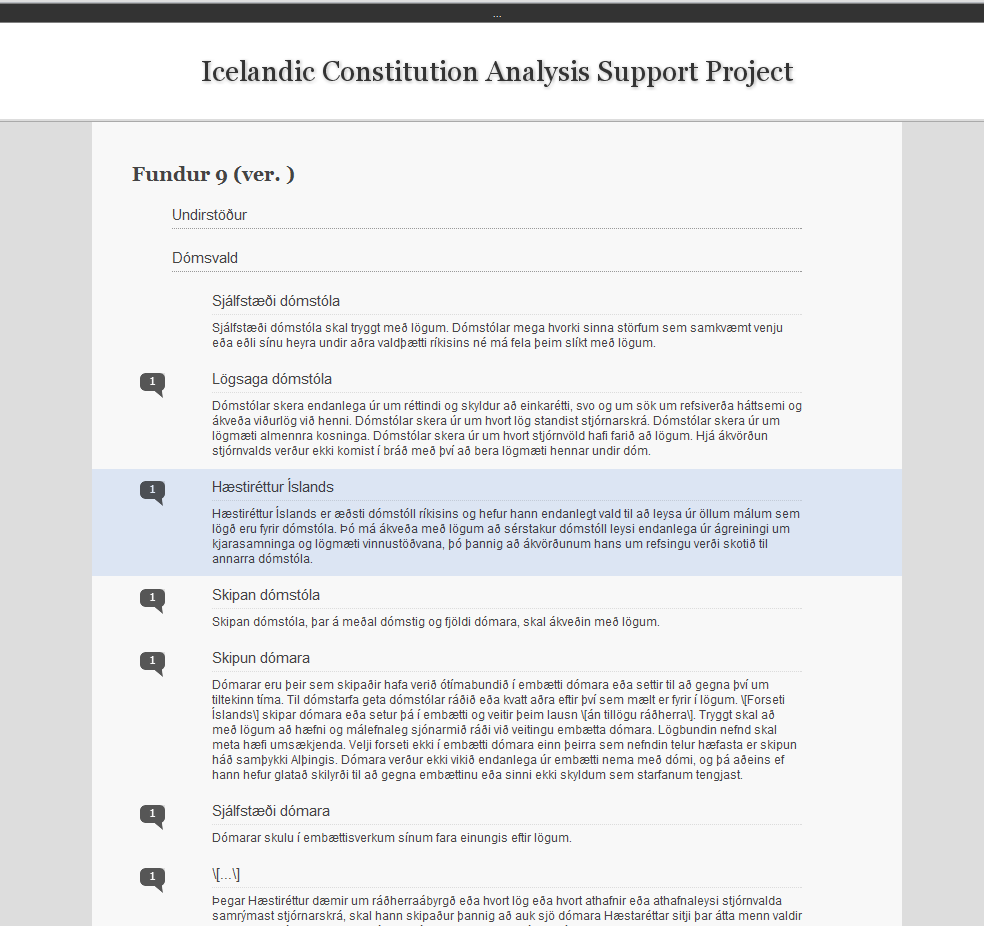 ...
Icelandic Constitution Analysis Support Project
Fundur 9 (ver. )
Undirstöður
Dómsvald
Sjálfstæði dómstóla
Sjálfstæði dómstóla skal tryggt með lögum. Dómstólar mega hvorki sinna störfum sem samkvæmt venju
eða eðli sínu heyra undir aðra valdþætti ríkisins né má fela þeim slíkt með lögum.
1
Lögsaga dómstóla
Dómstólar skera endanlega úr um réttindi og skyldur að einkarétti, svo og um sök um refsiverða háttsemi og
ákveða viðurlög við henni. Dómstólar skera úr um hvort lög standist stjórnarskrá. Dómstólar skera úr um
lögmæti almennra kosninga. Dómstólar skera úr um hvort stjórnvöld hafi farið að lögum. Hjá ákvörðun
stjórnvalds verður ekki komist í bráð með því að bera lögmæti hennar undir dóm.
1
Hæstiréttur Íslands
Hæstiréttur Íslands er æðsti dómstóll ríkisins og hefur hann endanlegt vald til að leysa úr öllum málum sem
lögð eru fyrir dómstóla. Þó má ákveða með lögum að sérstakur dómstóll leysi endanlega úr ágreiningi um
kjarasamninga og lögmæti vinnustöðvana, þó þannig að ákvörðunum hans um refsingu verði skotið til
annarra dómstóla.
1
Skipan dómstóla
Skipan dómstóla, þar á meðal dómstig og fjöldi dómara, skal ákveðin með lögum.
1
Skipun dómara
Dómarar eru þeir sem skipaðir hafa verið ótímabundið í embætti dómara eða settir til að gegna því um
tiltekinn tíma. Til dómstarfa geta dómstólar ráðið eða kvatt aðra eftir því sem mælt er fyrir í lögum. \[Forseti
Íslands\] skipar dómara eða setur þá í embætti og veitir þeim lausn \[án tillögu ráðherra\]. Tryggt skal að
með lögum að hæfni og málefnaleg sjónarmið ráði við veitingu embætta dómara. Lögbundin nefnd skal
meta hæfi umsækjenda. Velji forseti ekki í embætti dómara einn þeirra sem nefndin telur hæfasta er skipun
háð samþykki Alþingis. Dómara verður ekki vikið endanlega úr embætti nema með dómi, og þá aðeins ef
hann hefur glatað skilyrði til að gegna embættinu eða sinni ekki skyldum sem starfanum tengjast.
1
Sjálfstæði dómara
Dómarar skulu í embættisverkum sínum fara einungis eftir lögum.
1
\[...\]
Þegar Hæstiréttur dæmir um ráðherraábyrgð eða hvort lög eða hvort athafnir eða athafnaleysi stjórnvalda
samrýmast stjórnarskrá, skal hann skipaður þannig að auk sjö dómara Hæstaréttar sitji þar átta menn valdir